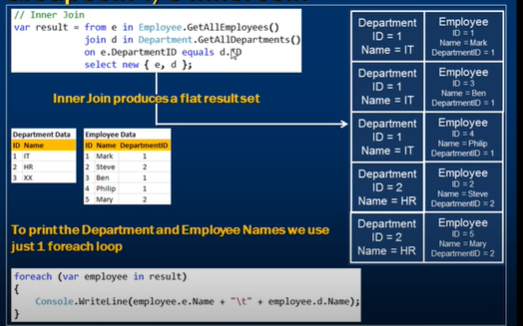 // Inner Join
var result = from e in Employee.GetAllEmployees()
join d in Department.GetAllDepartments()
on e.DepartmentID equals d.ID
select new { e, d };
Inner Join produces a flat result set
Department Data
ID Name
1 IT
2 HR
3 XX
Employee Data
ID Name DepartmentID
1 Mark 1
2 Steve 2
3 Ben 1
4 Philip 1
5 Mary 2
To print the Department and Employee Names we use
just 1 foreach loop
foreach (var employee in result)
{
Console.WriteLine(employee.e.Name + "\t" + employee.d.Name);
}
Department
ID = 1
Name = IT
Employee
ID = 1
Name = Mark
DepartmentID = 1
Department
ID = 1
Name = IT
Employee
ID = 3
Name = Ben
DepartmentID = 1
Department
ID = 1
Name = IT
Employee
ID = 4
Name = Philip
DepartmentID = 1
Department
ID = 2
Name = HR
Employee
ID = 2
Name = Steve
DepartmentID = 2
Department
ID = 2
Name = HR
Employee
ID = 5
Name = Mary
DepartmentID = 2